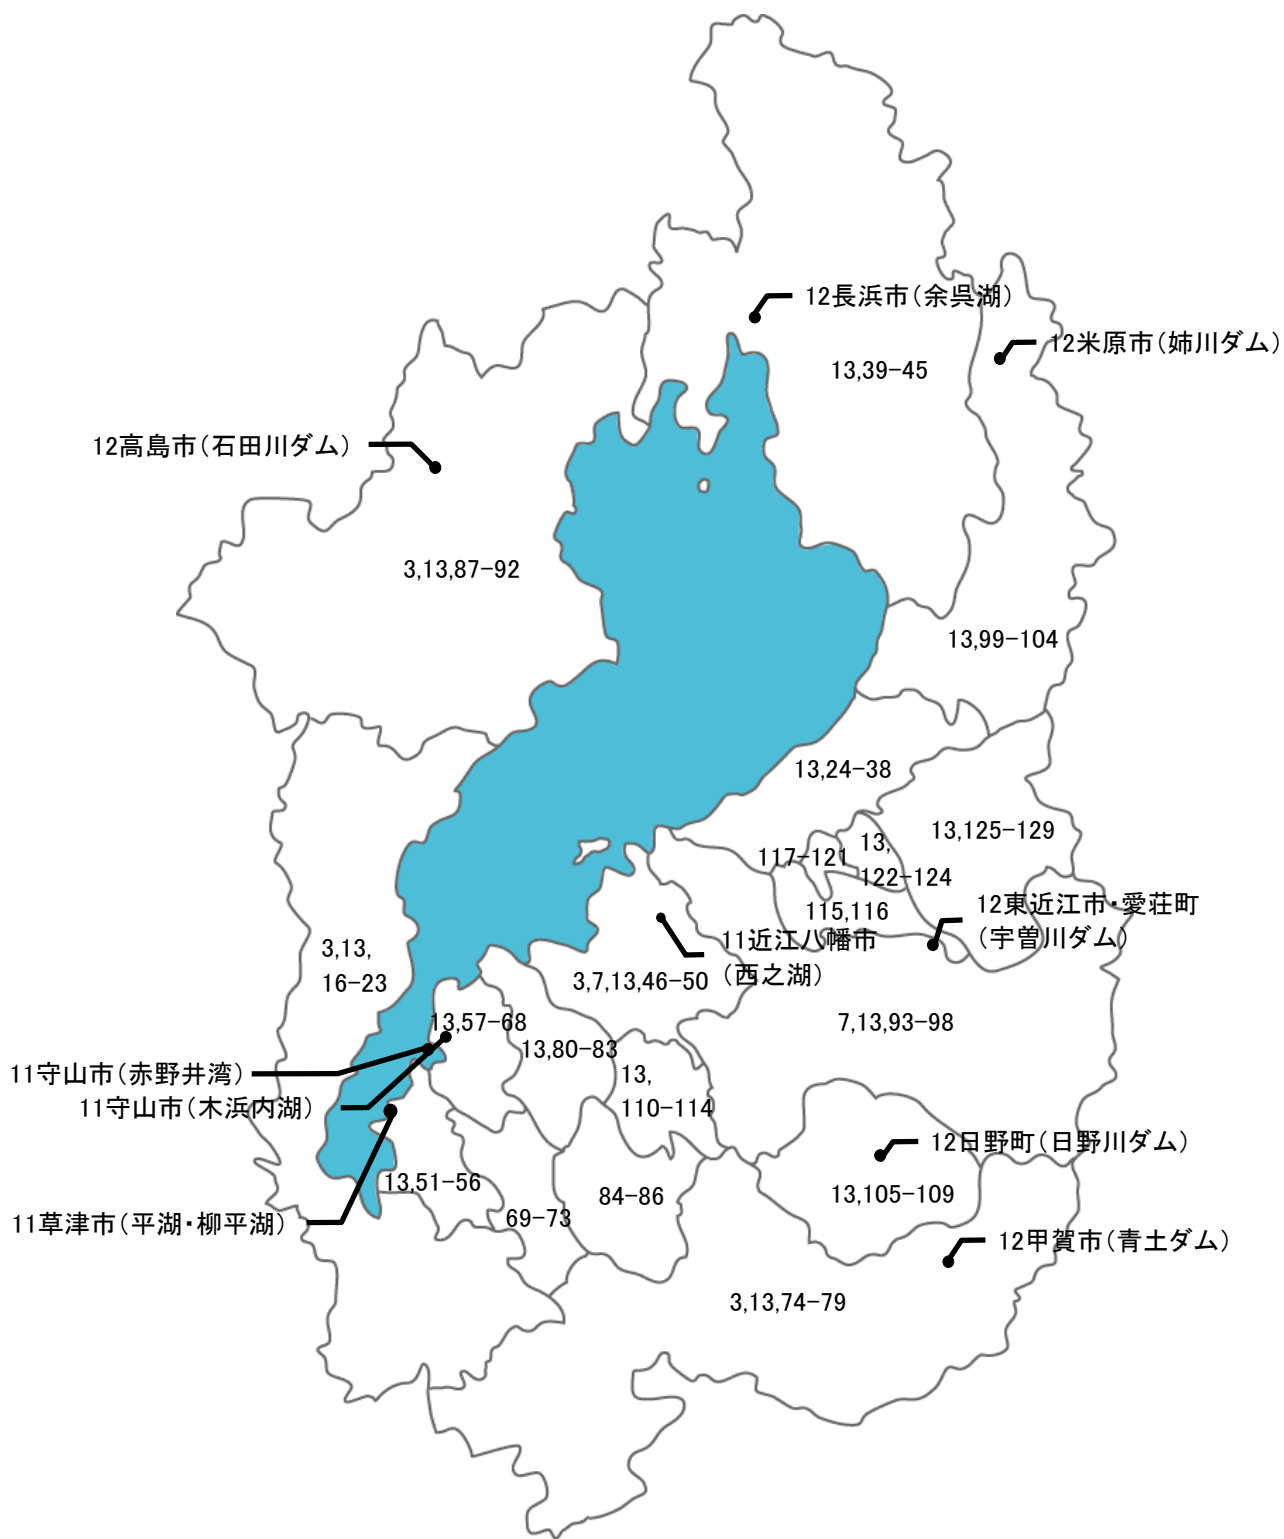 12長浜市（余呉湖）
12米原市（姉川ダム）
13,39-45
12高島市（石田川ダム）
3,13,87-92
13,99-104
13,24-38
13,125-129
13,
122-124
117-121
115,116
12東近江市・愛荘町
（宇曽川ダム）
11近江八幡市
（西之湖）
3,13,
16-23
3,7,13,46-50
7,13,93-98
13,57-68
13,80-83
11守山市（赤野井湾）
11守山市（木浜内湖）
13,
110-114
12日野町（日野川ダム）
13,51-56
84-86
13,105-109
69-73
11草津市（平湖・柳平湖）
12甲賀市（青土ダム）
3,13,74-79